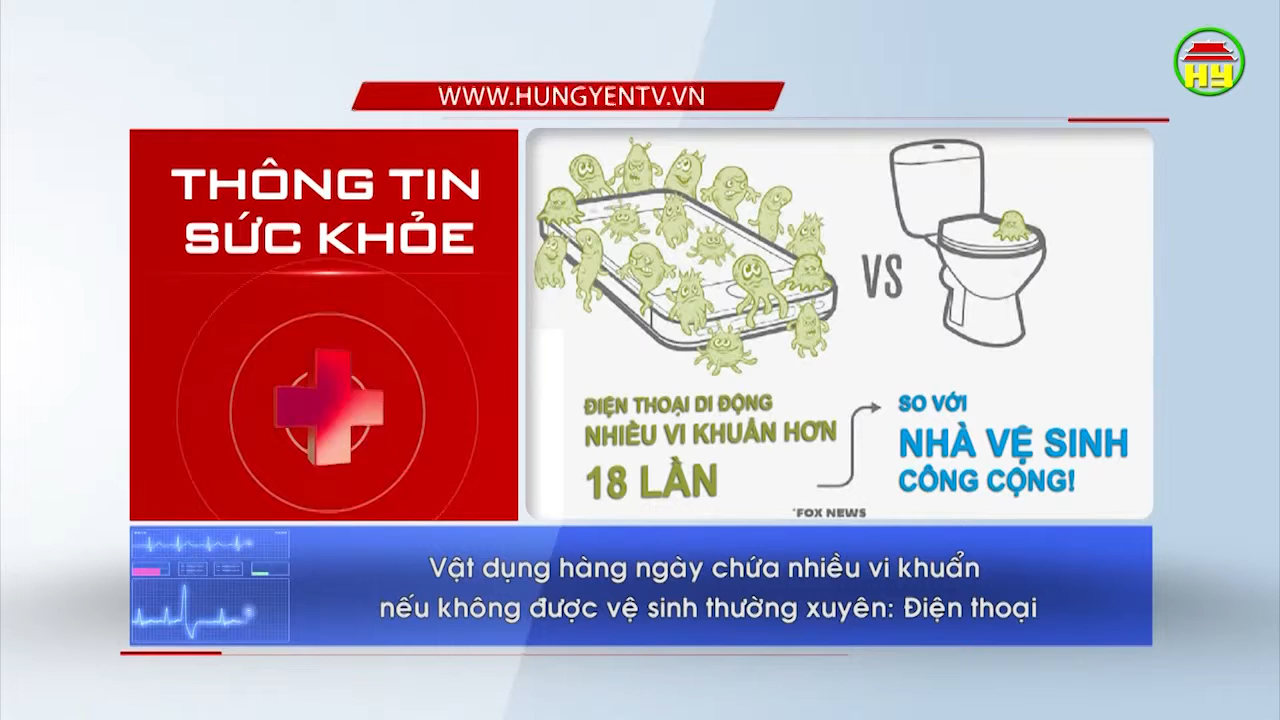 HY
WWW.HUNGYENTV.VN
THÔNG TIN
SỨC KHỎE
VS
ĐIỆN THOẠI DI ĐỘNG
NHIỀU VI KHUẨN HƠN
18 LẦN
SO VỚI
NHÀ VỆ SINH
CÔNG CỘNG!
*FOX NEWS
Vật dụng hàng ngày chứa nhiều vi khuẩn
nếu không được vệ sinh thường xuyên: Điện thoại